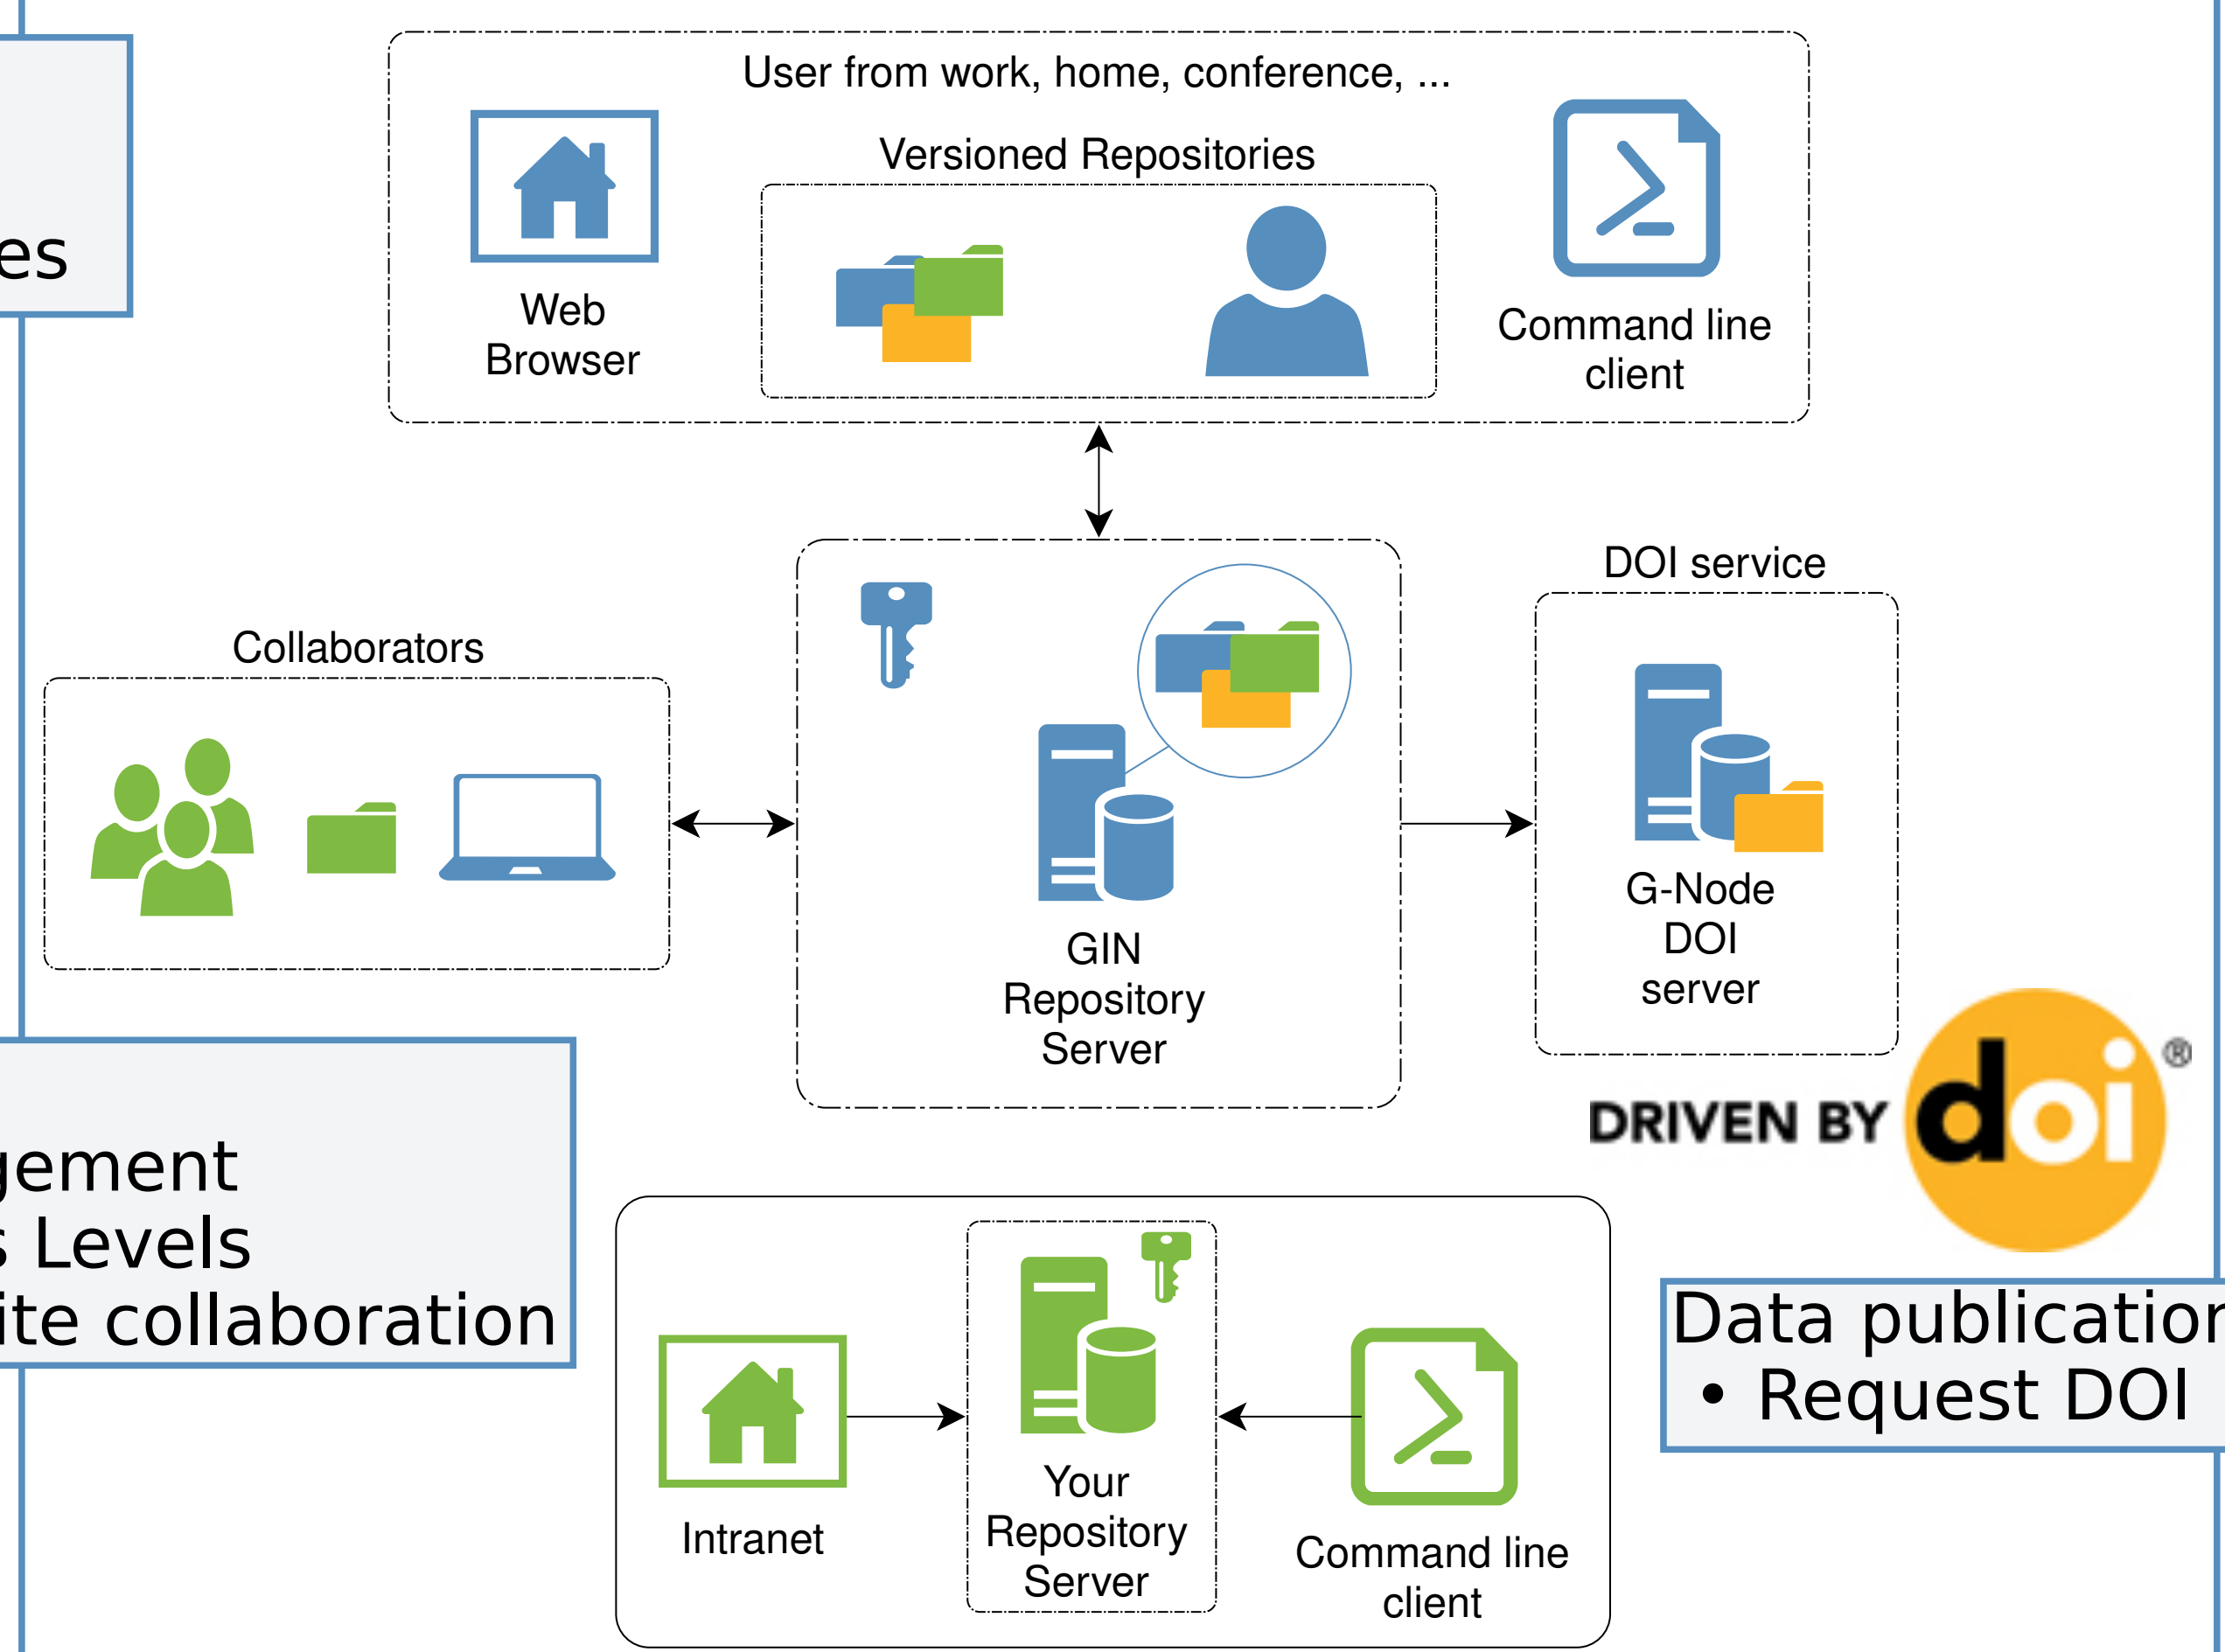 es
User from work, home, conference, ...
Versioned Repositories
Web
Browser
Command line
client
Collaborators
DOI service
GIN
Repository
Server
G-Node
DOI
server
DRIVEN BY doi®
gement
s Levels
ite collaboration
Your
Repository
Server
Intranet
Command line
client
Data publication
• Request DOI